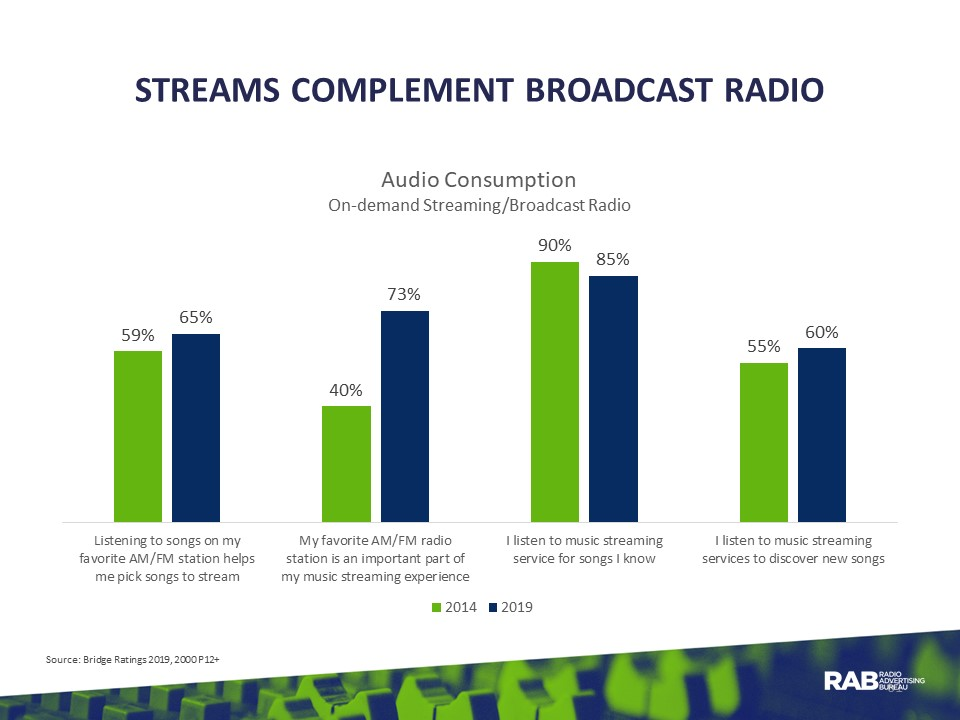 STREAMS COMPLEMENT BROADCAST RADIO
Audio Consumption
On-demand Streaming/Broadcast Radio
59%
65%
40%
73%
90%
85%
55%
60%
Listening to songs on my
favorite AM/FM station helps
me pick songs to stream
My favorite AM/FM radio
station is an important part of
my music streaming experience
I listen to music streaming
service for songs I know
I listen to music streaming
services to discover new songs
2014
2019
Source: Bridge Ratings 2019, 2000 P12+
RAB
RADIO
ADVERTISING
BUREAU